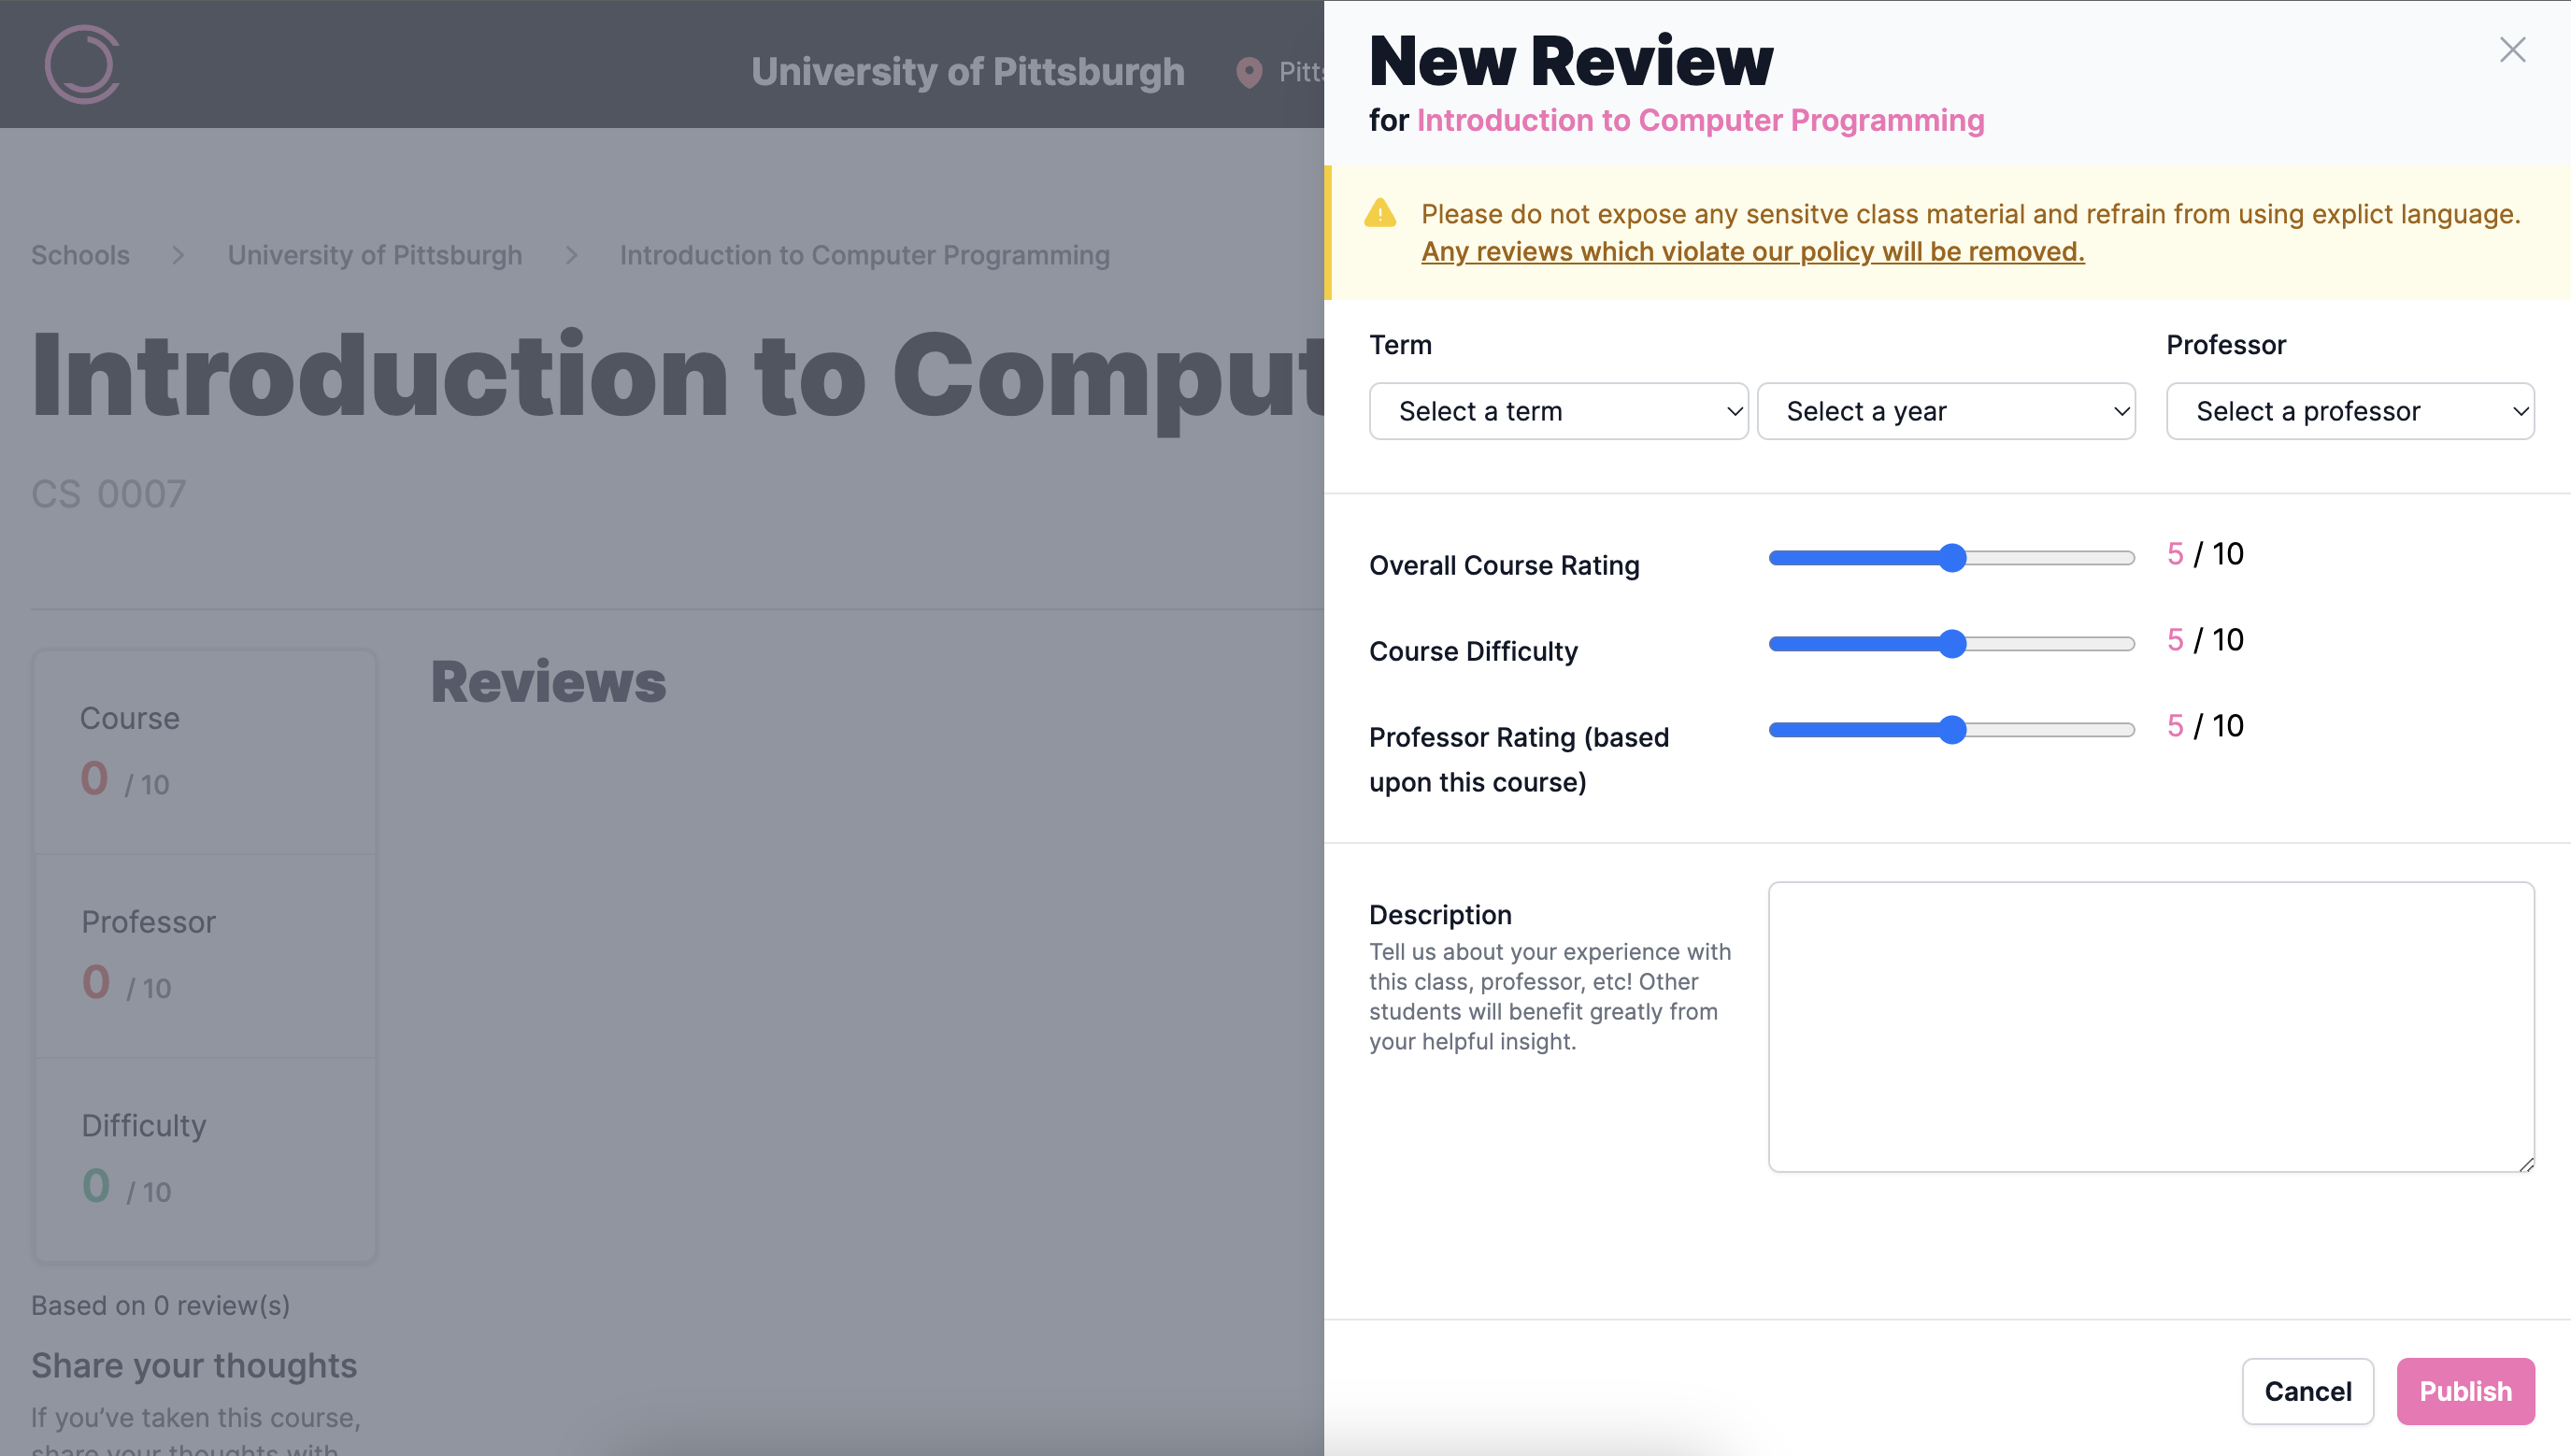 University of Pittsburgh
Schools
University of Pittsburgh
Introduction to Computer Programming
Introduction to Comput
CS 0007
Course
0 / 10
Professor
0 / 10
Difficulty
0 / 10
Based on 0 review(s)
Share your thoughts
If you’ve taken this course,
share your thoughts with
Reviews
New Review
for Introduction to Computer Programming
Please do not expose any sensitve class material and refrain from using explict language.
Any reviews which violate our policy will be removed.
Term
Select a term
Select a year
Professor
Select a professor
Overall Course Rating
5 / 10
Course Difficulty
5 / 10
Professor Rating (based
upon this course)
5 / 10
Description
Tell us about your experience with
this class, professor, etc! Other
students will benefit greatly from
your helpful insight.
Cancel
Publish